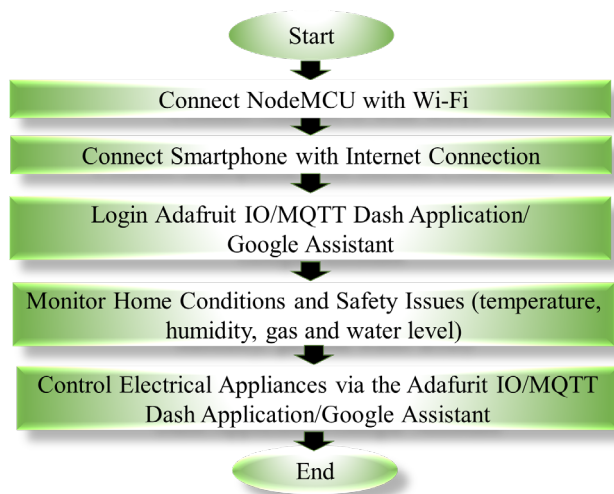 Start
Connect NodeMCU with Wi-Fi
Connect Smartphone with Internet Connection
Login Adafruit IO/MQTT Dash Application/
Google Assistant
Monitor Home Conditions and Safety Issues (temperature,
humidity, gas and water level)
Control Electrical Appliances via the Adafurit IO/MQTT
Dash Application/Google Assistant
End